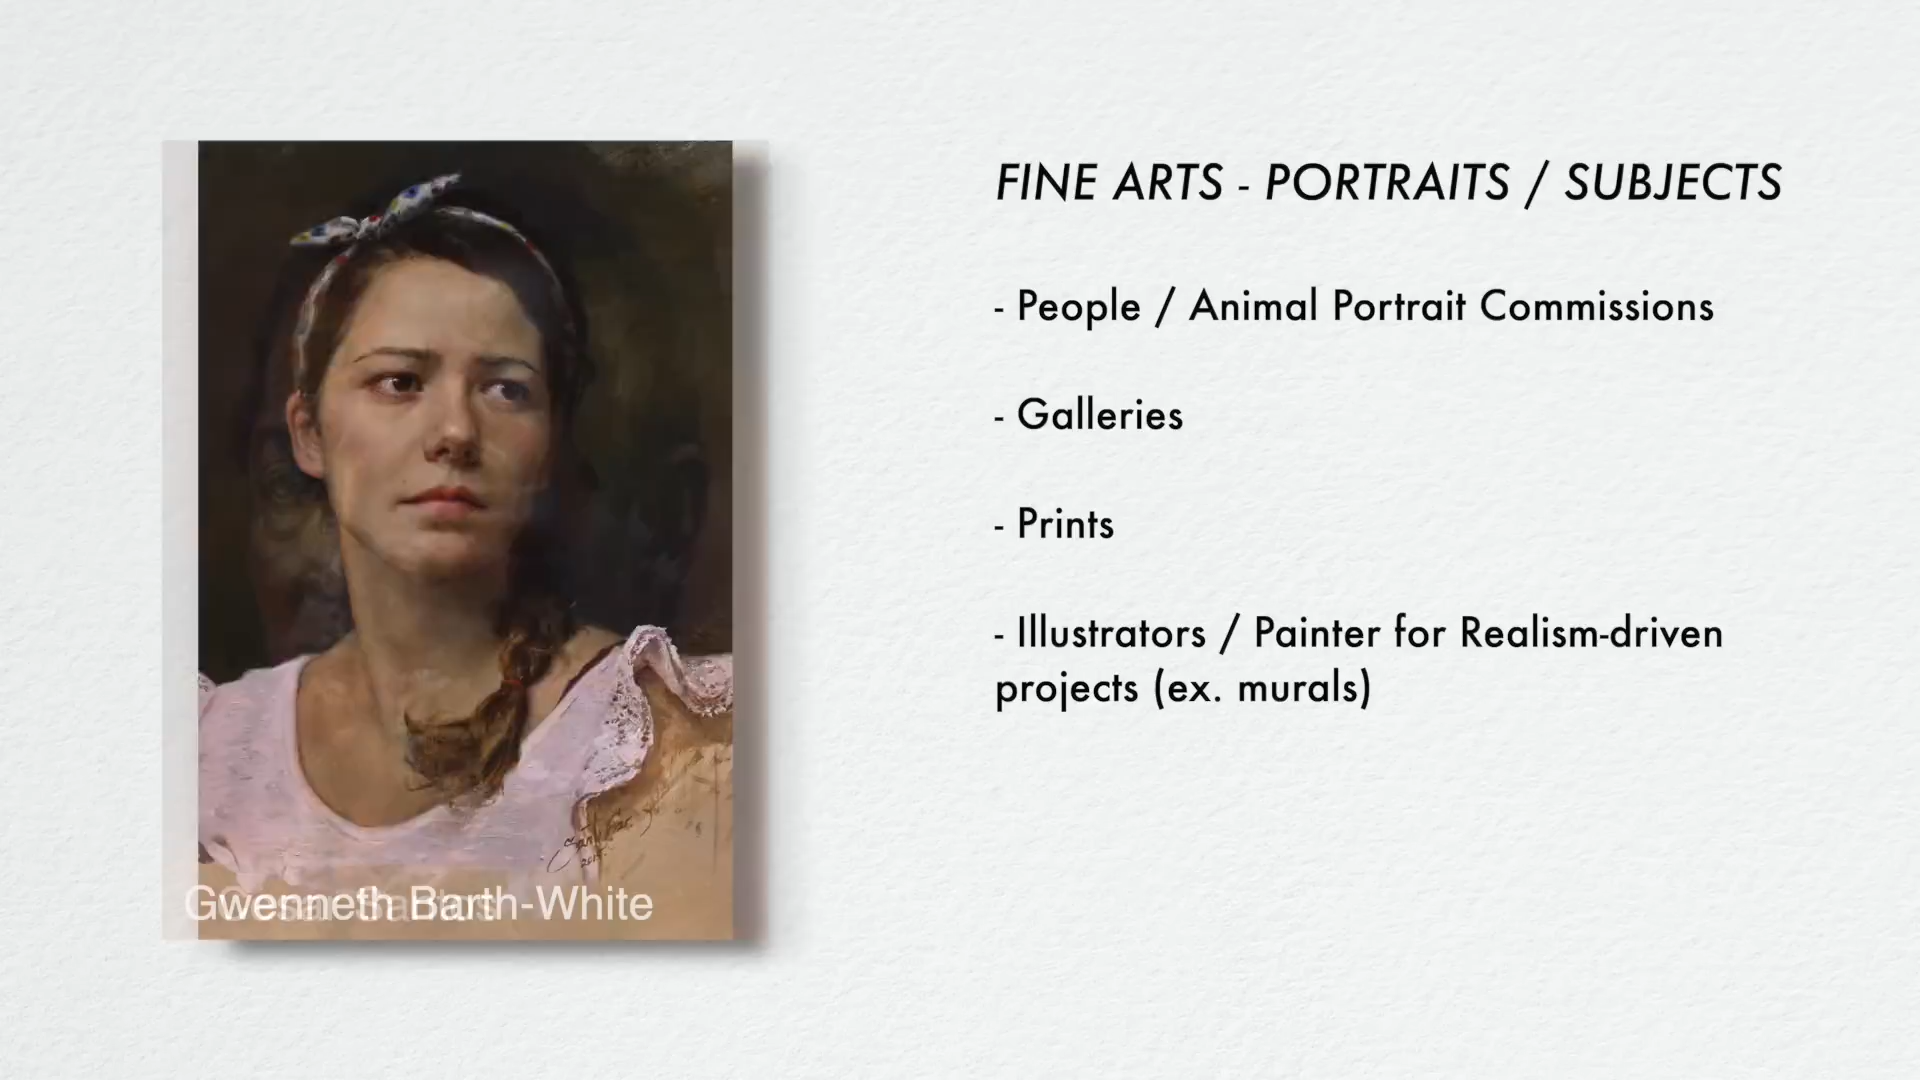 FINE ARTS - PORTRAITS / SUBJECTS
- People / Animal Portrait Commissions
- Galleries
- Prints
- Illustrators / Painter for Realism-driven
projects (ex. murals)
Gwenneth Barth-White